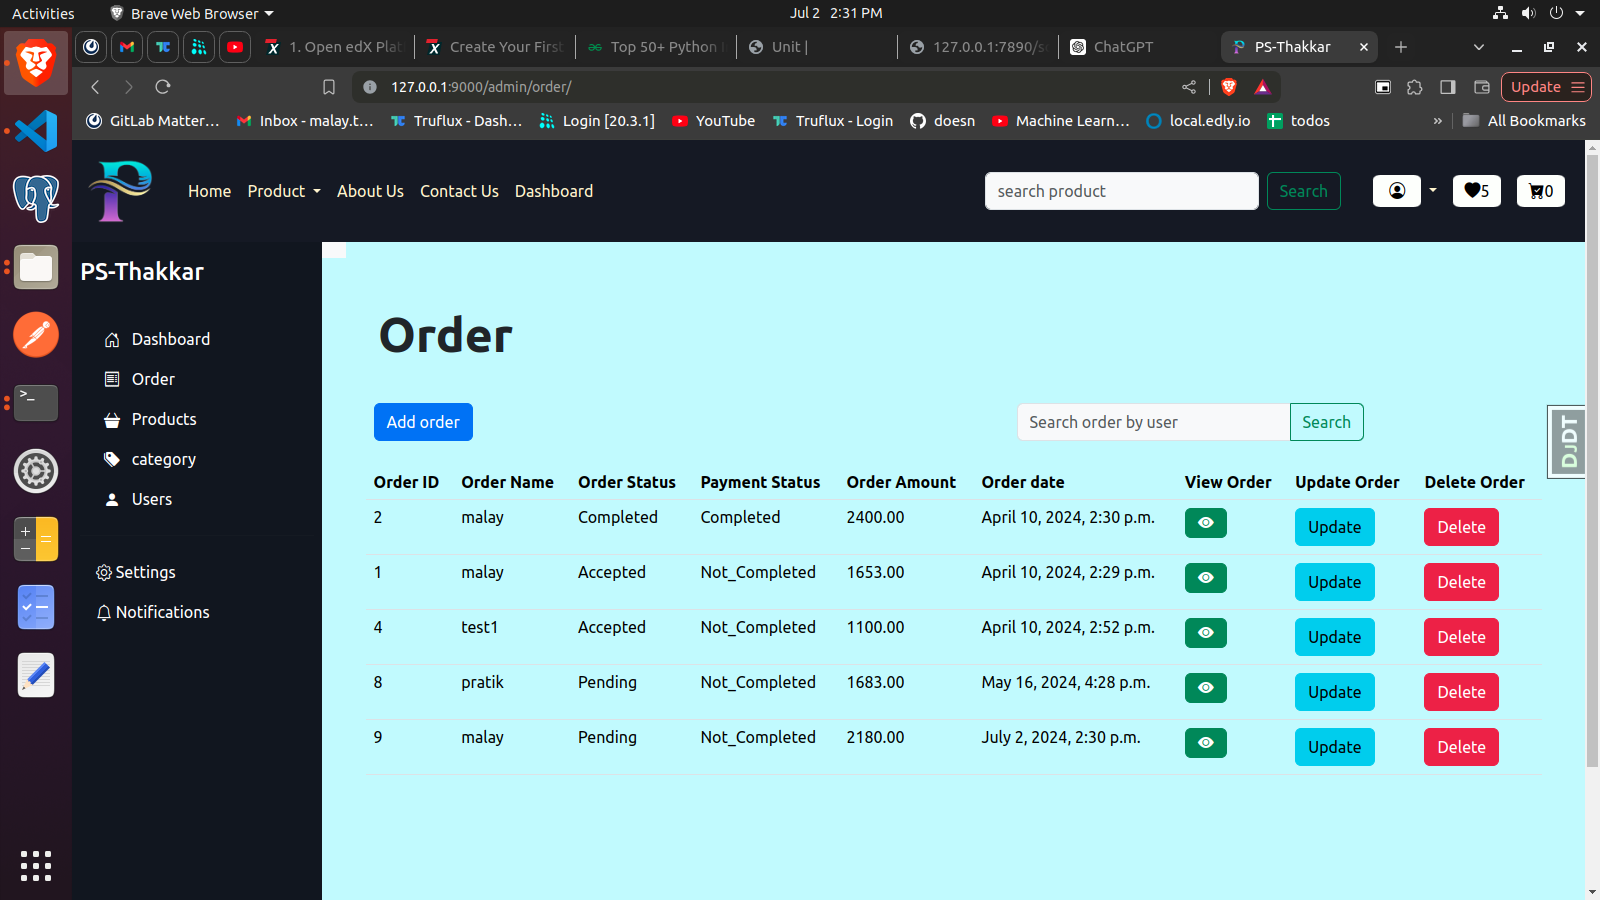 Activities Brave Web Browser Jul 2 2:31 PM
1. Open edX Pla Create Your First Top 50+ Python Unit | 127.0.0.1:7890/s ChatGPT PS-Thakkar
127.0.0.1:9000/admin/order/ Update
GitLab Matter... Inbox - malay.t... Truflux - Dash... Login [20.3.1] YouTube Truflux - Login doesn Machine Learn... local.edly.io todos » All Bookmarks
Home Product About Us Contact Us Dashboard search product Search 5 0
PS-Thakkar
Dashboard
Order
Products
category
Users
Settings
Notifications
Order
Add order Search order by user Search
DJDT
Order ID Order Name Order Status Payment Status Order Amount Order date View Order Update Order Delete Order
2 malay Completed Completed 2400.00 April 10, 2024, 2:30 p.m. Update Delete
1 malay Accepted Not_Completed 1653.00 April 10, 2024, 2:29 p.m. Update Delete
4 test1 Accepted Not_Completed 1100.00 April 10, 2024, 2:52 p.m. Update Delete
8 pratik Pending Not_Completed 1683.00 May 16, 2024, 4:28 p.m. Update Delete
9 malay Pending Not_Completed 2180.00 July 2, 2024, 2:30 p.m. Update Delete